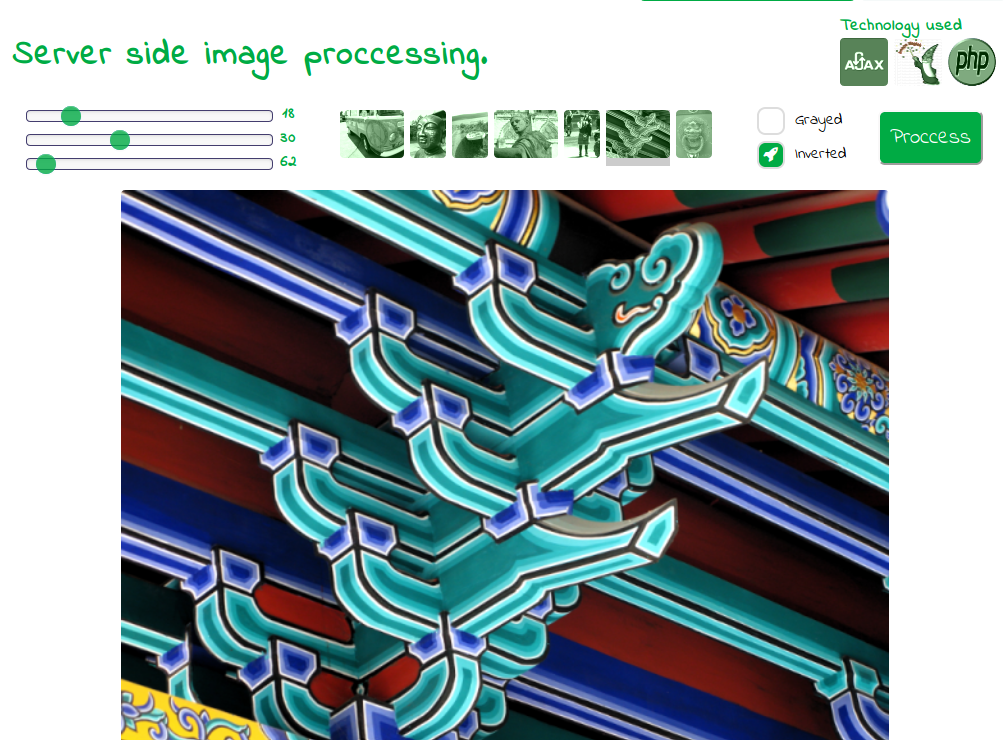 Technology used
Server side image proccessing.
AJAX
php
18
30
62
Grayed
Inverted
Proccess